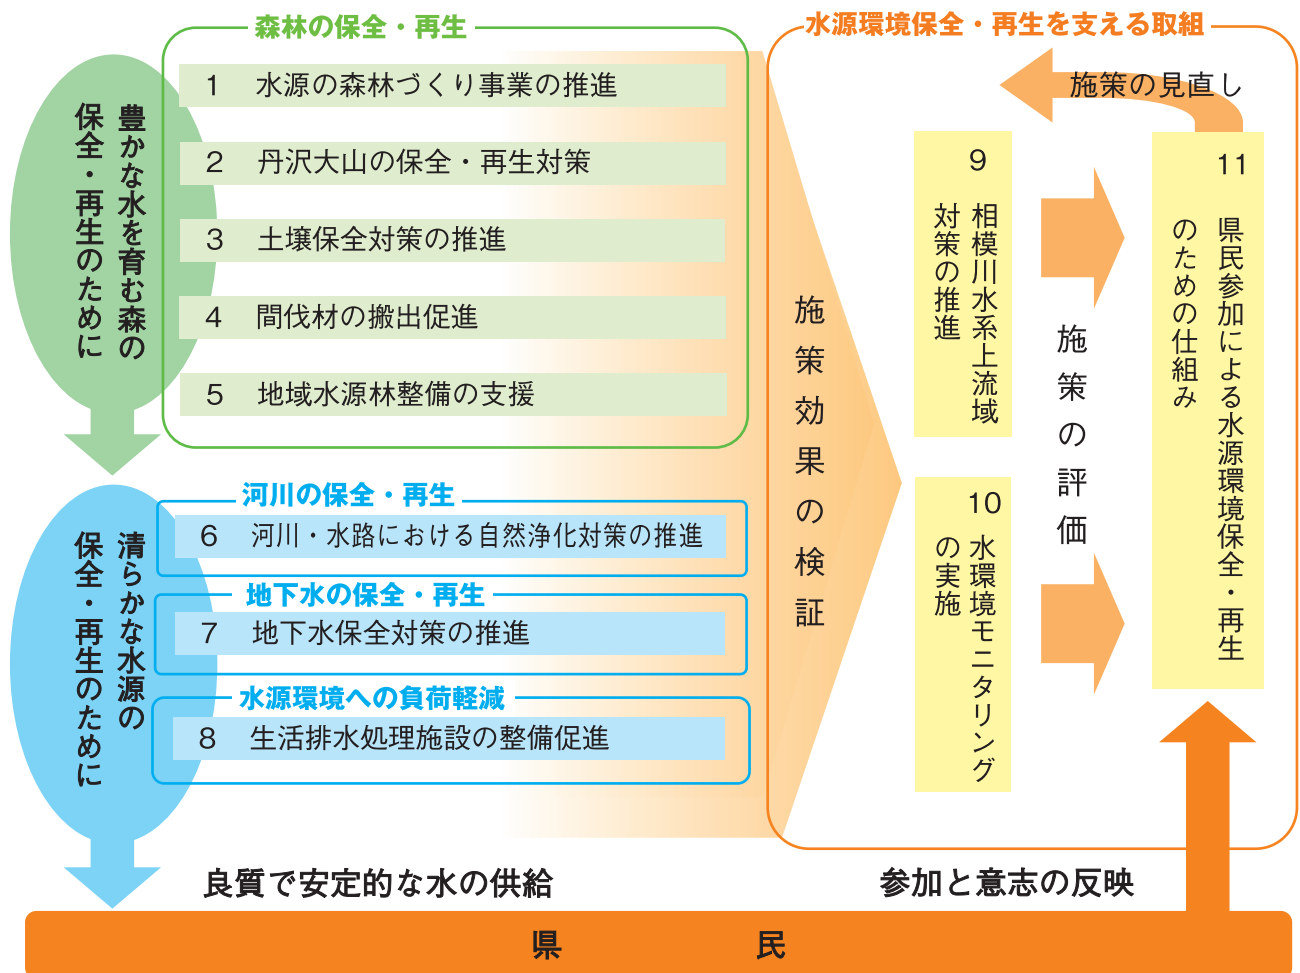 森林の保全・再生
豊かな水を育む森の
保全・再生のために
1 水源の森林づくり事業の推進
2 丹沢大山の保全・再生対策
3 土壌保全対策の推進
4 間伐材の搬出促進
5 地域水源林整備の支援
清らかな水源の
保全・再生のために
河川の保全・再生
6 河川・水路における自然浄化対策の推進
地下水の保全・再生
7 地下水保全対策の推進
水源環境への負荷軽減
8 生活排水処理施設の整備促進
施策効果の検証
水源環境保全・再生を支える取組
施策の見直し
9 相模川水系上流域
対策の推進
10 水環境モニタリング
の実施
施策の評価
11 県民参加による水源環境保全・再生
のための仕組み
良質で安定的な水の供給
参加と意志の反映
県民